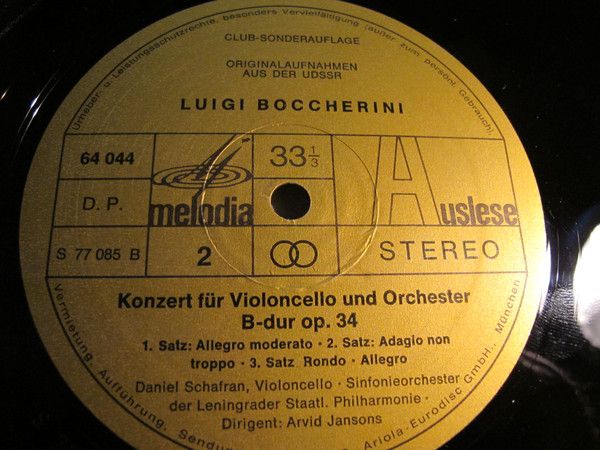 Urheber- u. Leistungsschutzrechte, besonders Vervielfältigung (außer zum persönl. Gebrauch)
CLUB-SONDERAUFLAGE
ORIGINALAUFNAHMEN
AUS DER UDSSR
LUIGI BOCCHERINI
64 044
33 1/3
D. P.
melodia
Auslese
S 77 085 B
2
STEREO
Konzert für Violoncello und Orchester
B-dur op. 34
1. Satz: Allegro moderato · 2. Satz: Adagio non
troppo · 3. Satz Rondo · Allegro
Daniel Schafran, Violoncello · Sinfonieorchester
der Leningrader Staatl. Philharmonie ·
Dirigent: Arvid Jansons
Vermietung, Aufführung, Sendung
Ariola-Eurodisc GmbH., München